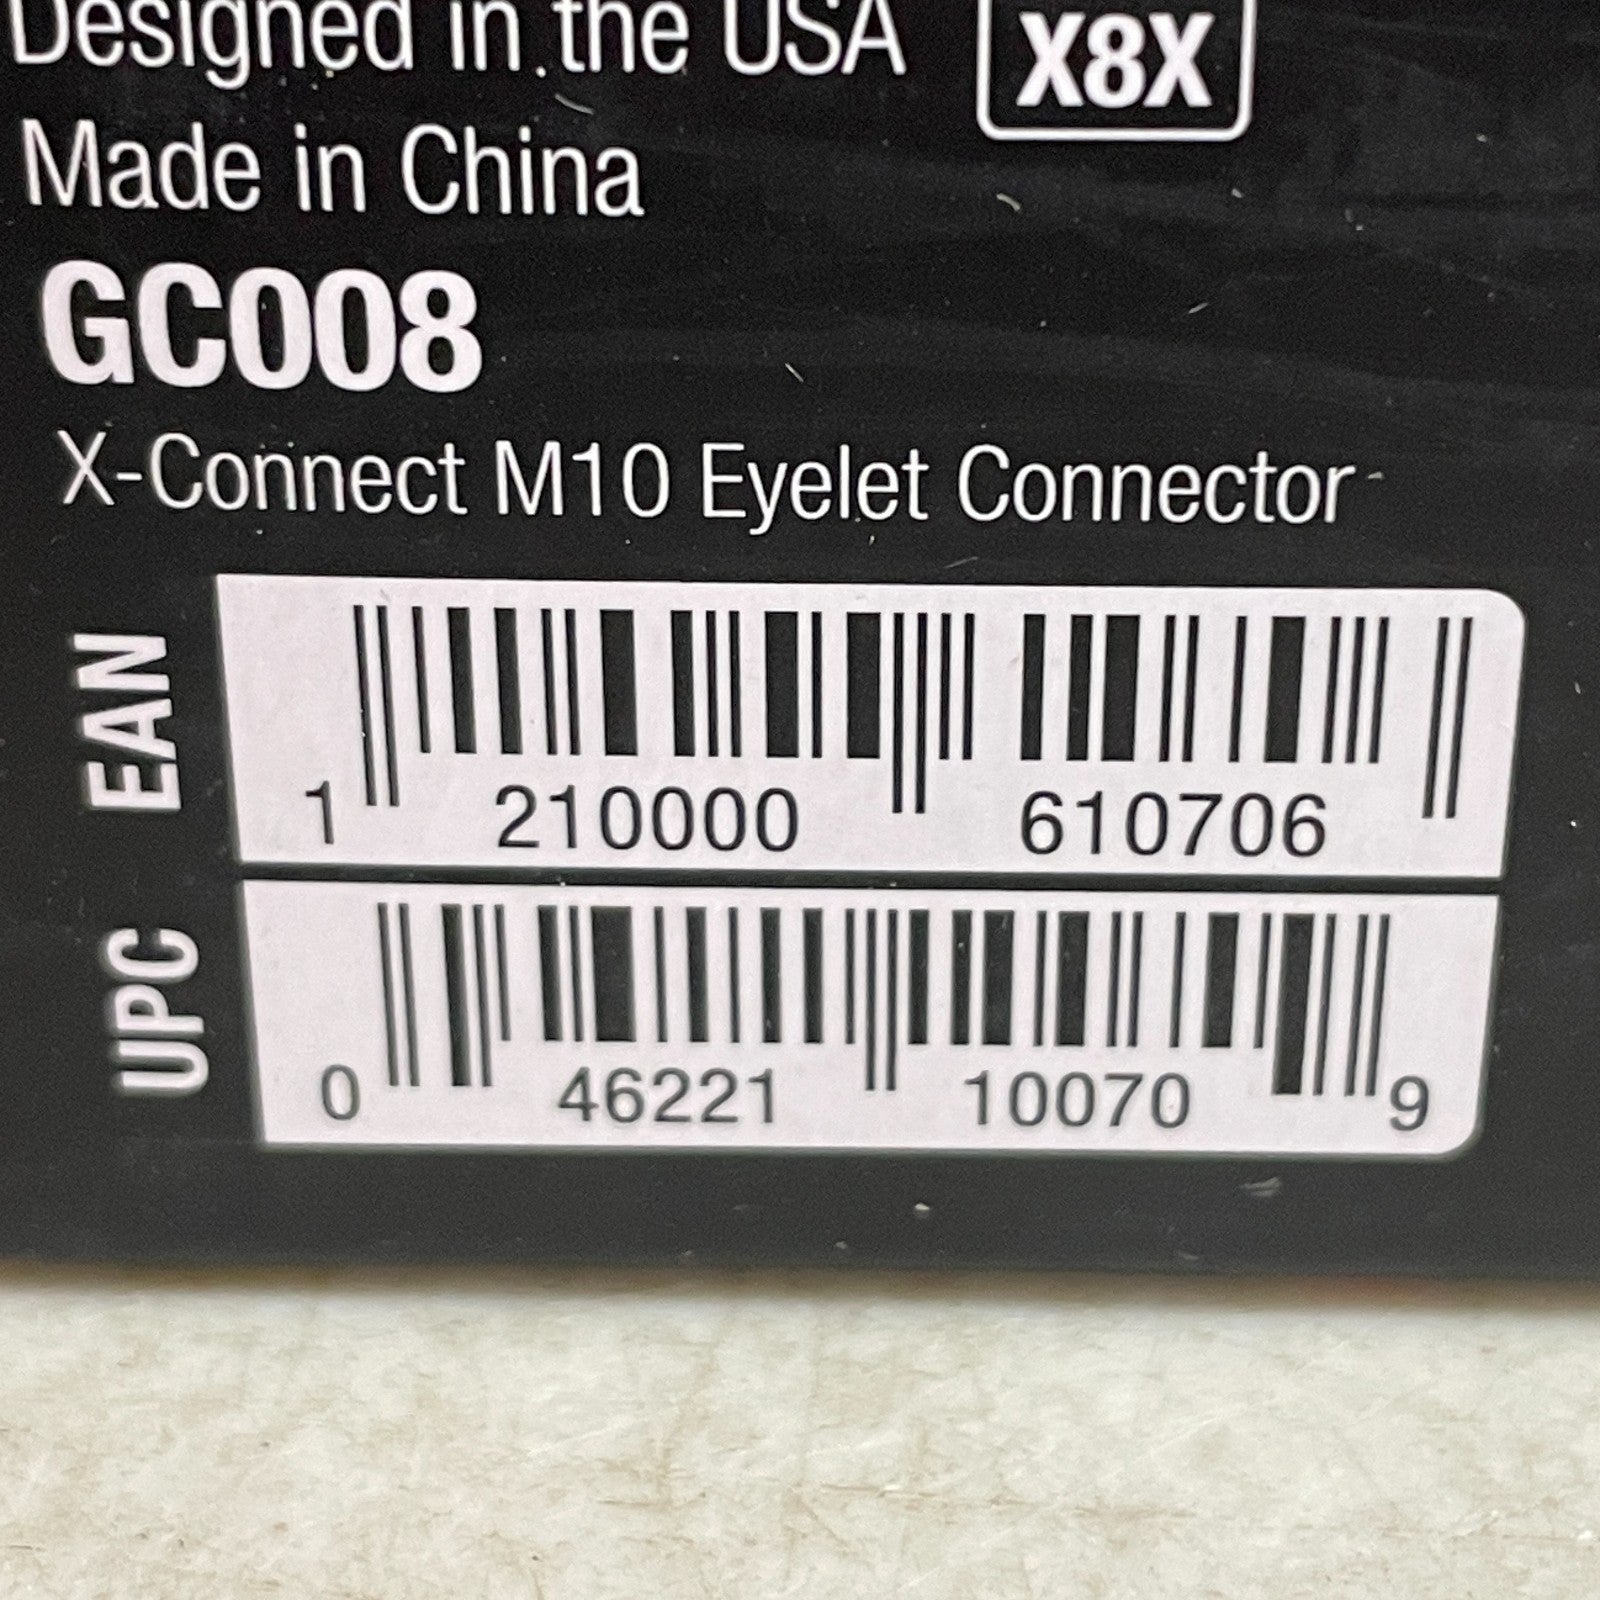 Designed in the USA
X8X
Made in China
GC008
X-Connect M10 Eyelet Connector
EAN
1 210000 610706
UPC
0 46221 10070 9